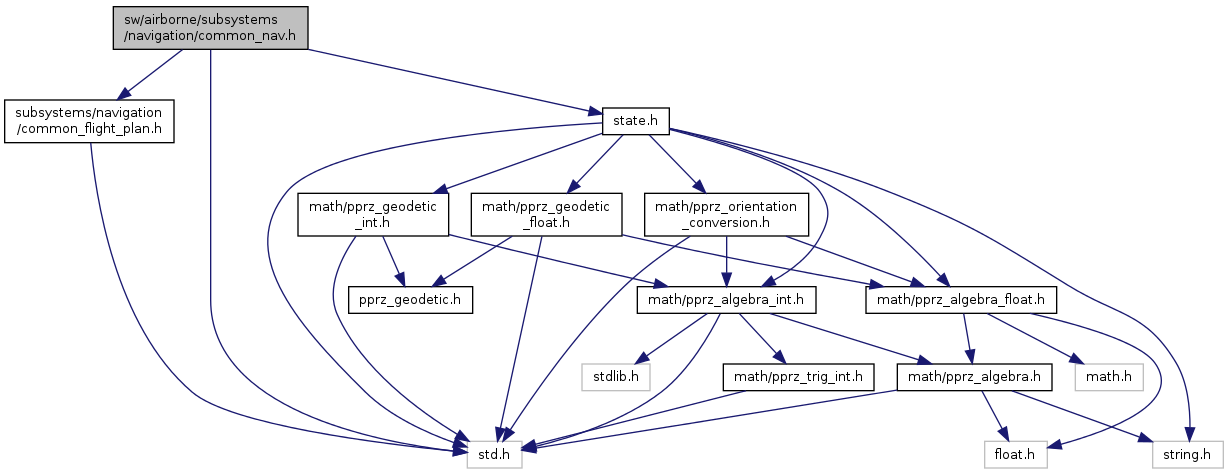 sw/airborne/subsystems
/navigation/common_nav.h
subsystems/navigation
/common_flight_plan.h
state.h
math/pprz_geodetic
_int.h
math/pprz_geodetic
_float.h
math/pprz_orientation
_conversion.h
pprz_geodetic.h
math/pprz_algebra_int.h
math/pprz_algebra_float.h
stdlib.h
math/pprz_trig_int.h
math/pprz_algebra.h
math.h
std.h
float.h
string.h